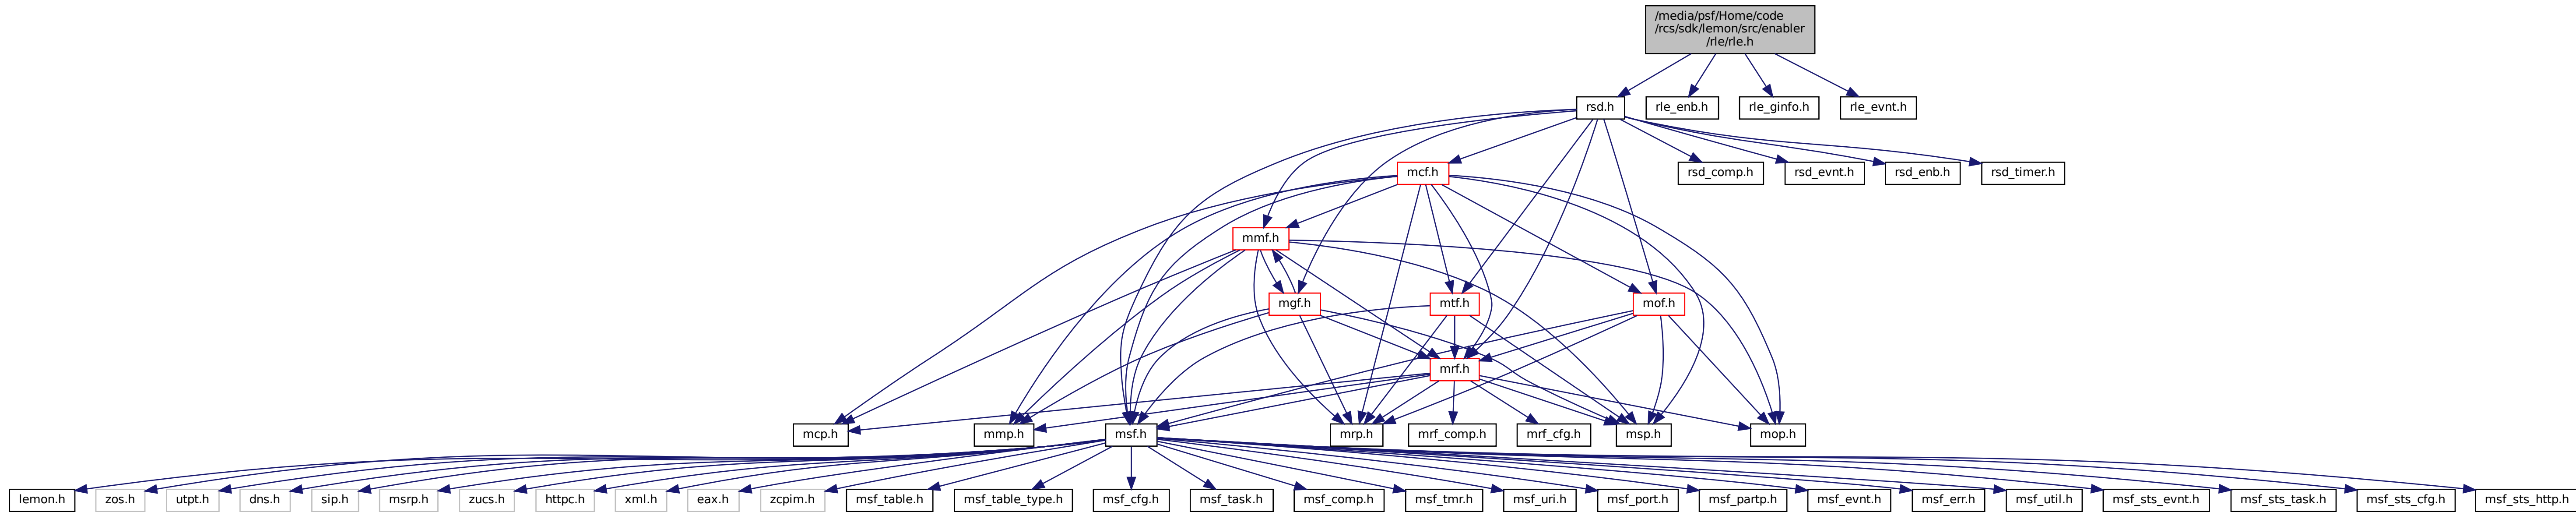 /media/psf/Home/code
/rcs/sdk/lemon/src/enabler
/rle/rle.h
rsd.h
rle_enb.h
rle_ginfo.h
rle_evnt.h
mcf.h
rsd_comp.h
rsd_evnt.h
rsd_enb.h
rsd_timer.h
mmf.h
mgf.h
mtf.h
mof.h
mrf.h
mcp.h
mmp.h
msf.h
mrp.h
mrf_comp.h
mrf_cfg.h
msp.h
mop.h
lemon.h
zos.h
utpt.h
dns.h
sip.h
msrp.h
zucs.h
httpc.h
xml.h
eax.h
zcpim.h
msf_table.h
msf_table_type.h
msf_cfg.h
msf_task.h
msf_comp.h
msf_tmr.h
msf_uri.h
msf_port.h
msf_partp.h
msf_evnt.h
msf_err.h
msf_util.h
msf_sts_evnt.h
msf_sts_task.h
msf_sts_cfg.h
msf_sts_http.h